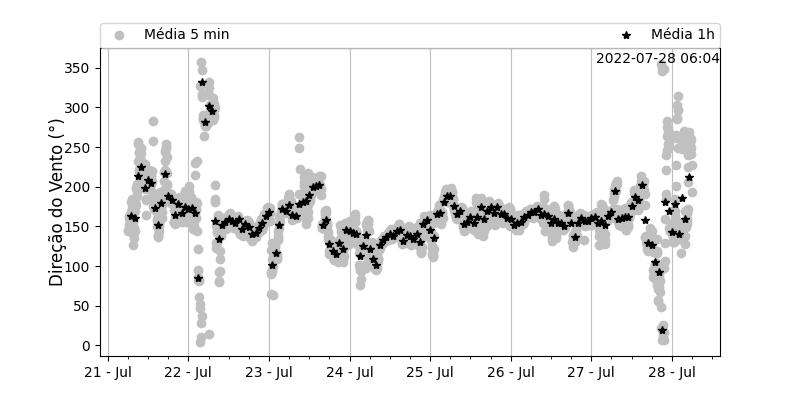 Média 5 min
Média 1h
2022-07-28 06:04
Direção do Vento (°)
350
300
250
200
150
100
50
0
21 - Jul
22 - Jul
23 - Jul
24 - Jul
25 - Jul
26 - Jul
27 - Jul
28 - Jul